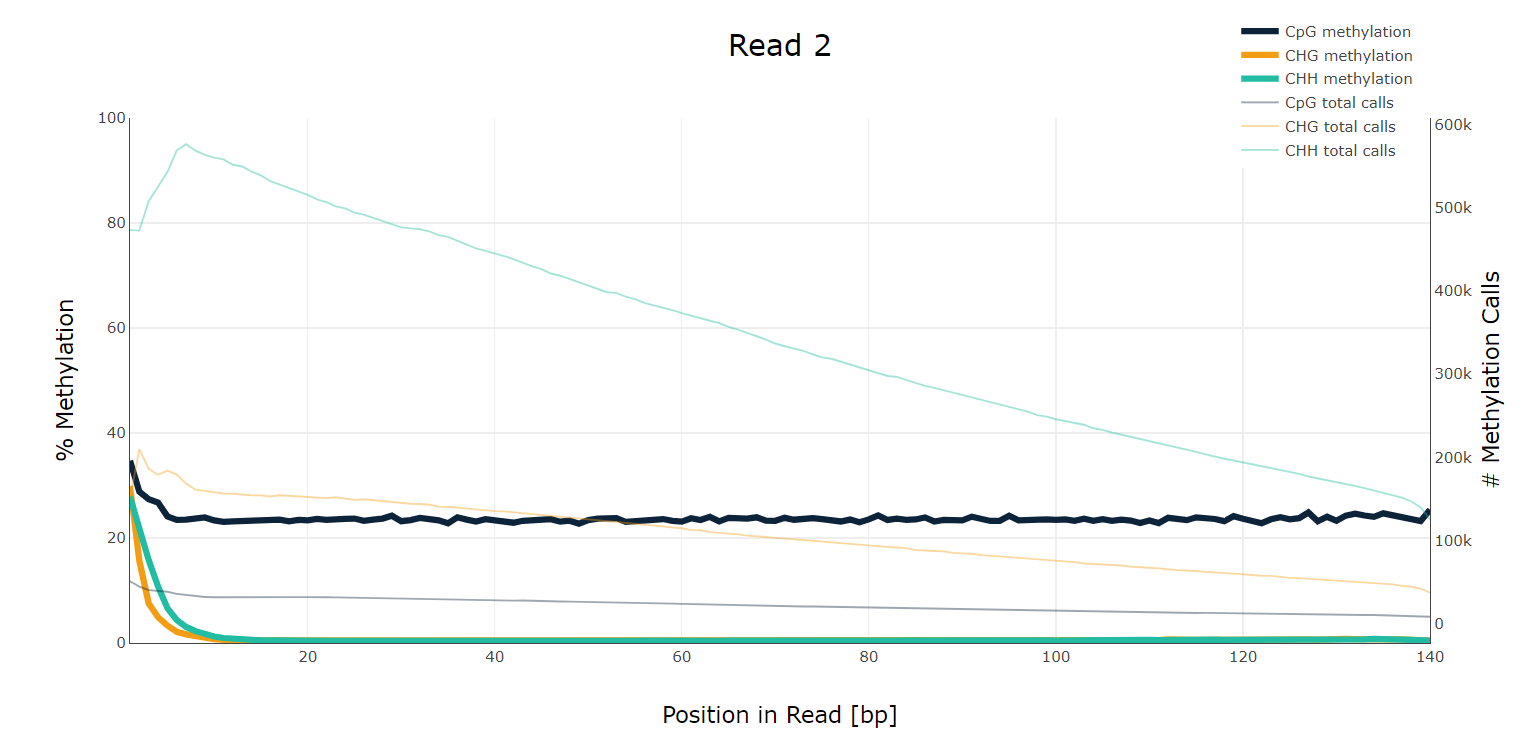 Read 2
CpG methylation
CHG methylation
CHH methylation
CpG total calls
CHG total calls
CHH total calls
100
80
60
40
20
0
% Methylation
600k
500k
400k
300k
200k
100k
0
# Methylation Calls
20
40
60
80
100
120
140
Position in Read [bp]